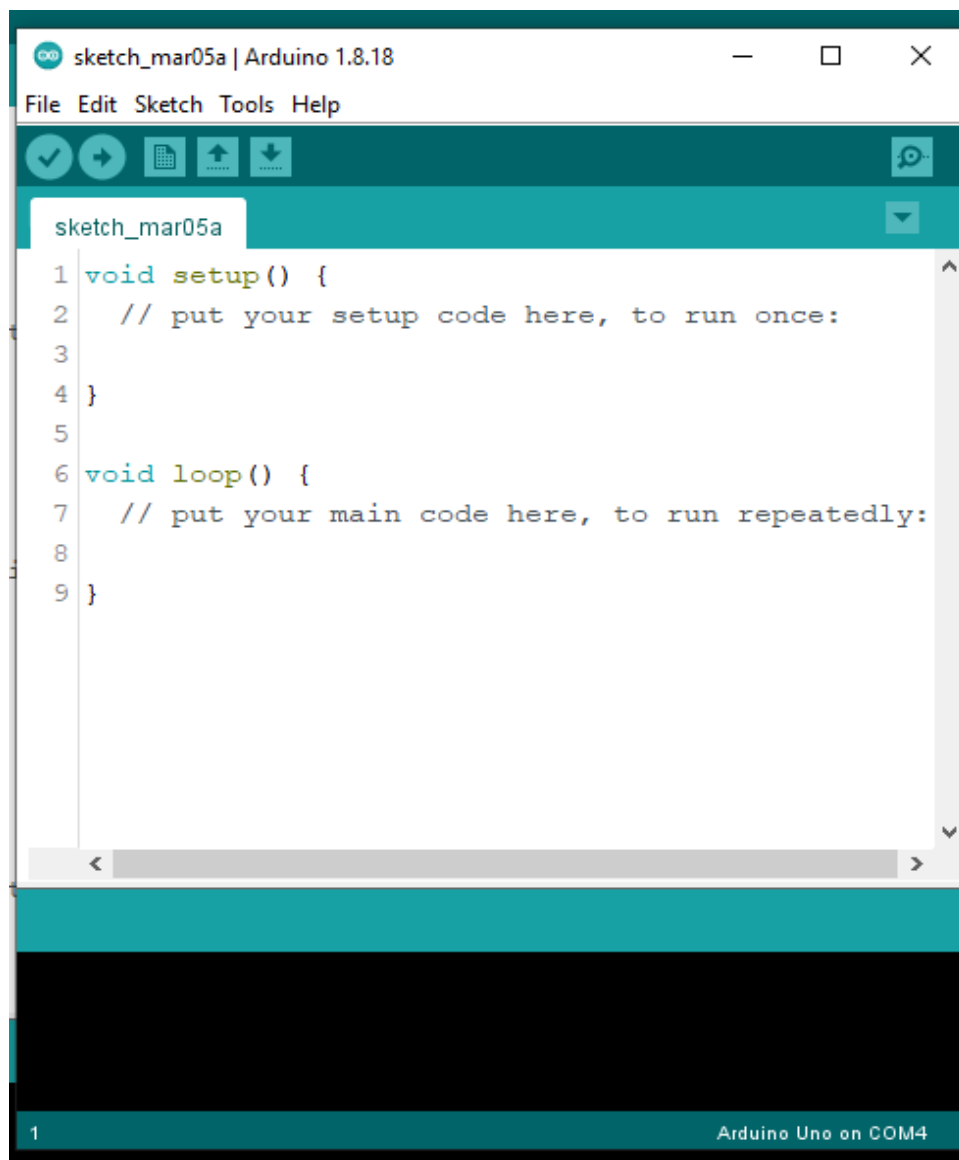 sketch_mar05a | Arduino 1.8.18
File Edit Sketch Tools Help
sketch_mar05a
1 void setup() {
2   // put your setup code here, to run once:
3
4 }
5
6 void loop() {
7   // put your main code here, to run repeatedly:
8
9 }
1 Arduino Uno on COM4